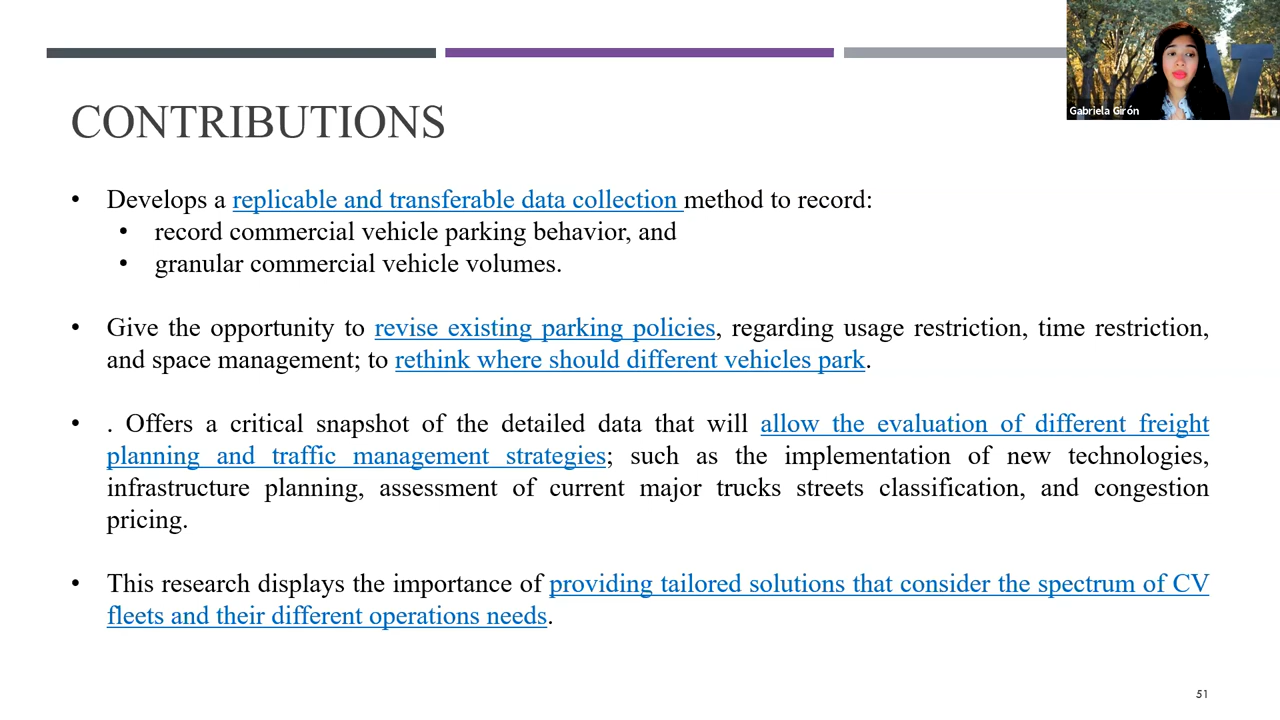 Gabriela Girón
CONTRIBUTIONS
• Develops a replicable and transferable data collection method to record:
• record commercial vehicle parking behavior, and
• granular commercial vehicle volumes.
• Give the opportunity to revise existing parking policies, regarding usage restriction, time restriction,
and space management; to rethink where should different vehicles park.
• . Offers a critical snapshot of the detailed data that will allow the evaluation of different freight
planning and traffic management strategies; such as the implementation of new technologies,
infrastructure planning, assessment of current major trucks streets classification, and congestion
pricing.
• This research displays the importance of providing tailored solutions that consider the spectrum of CV
fleets and their different operations needs.
51